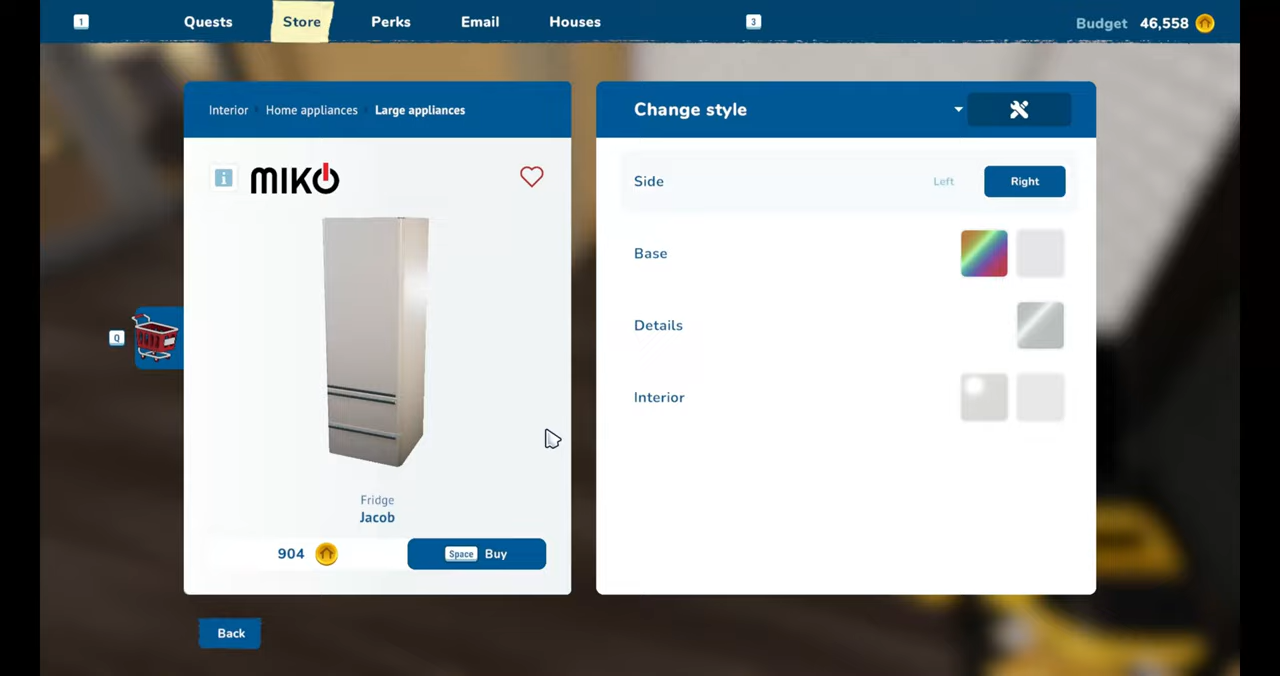 1 Quests Store Perks Email Houses 3 Budget 46,558
Interior Home appliances Large appliances
Change style
i MIKO
Side Left Right
Base
Q
Details
Interior
Fridge
Jacob
904 Space Buy
Back